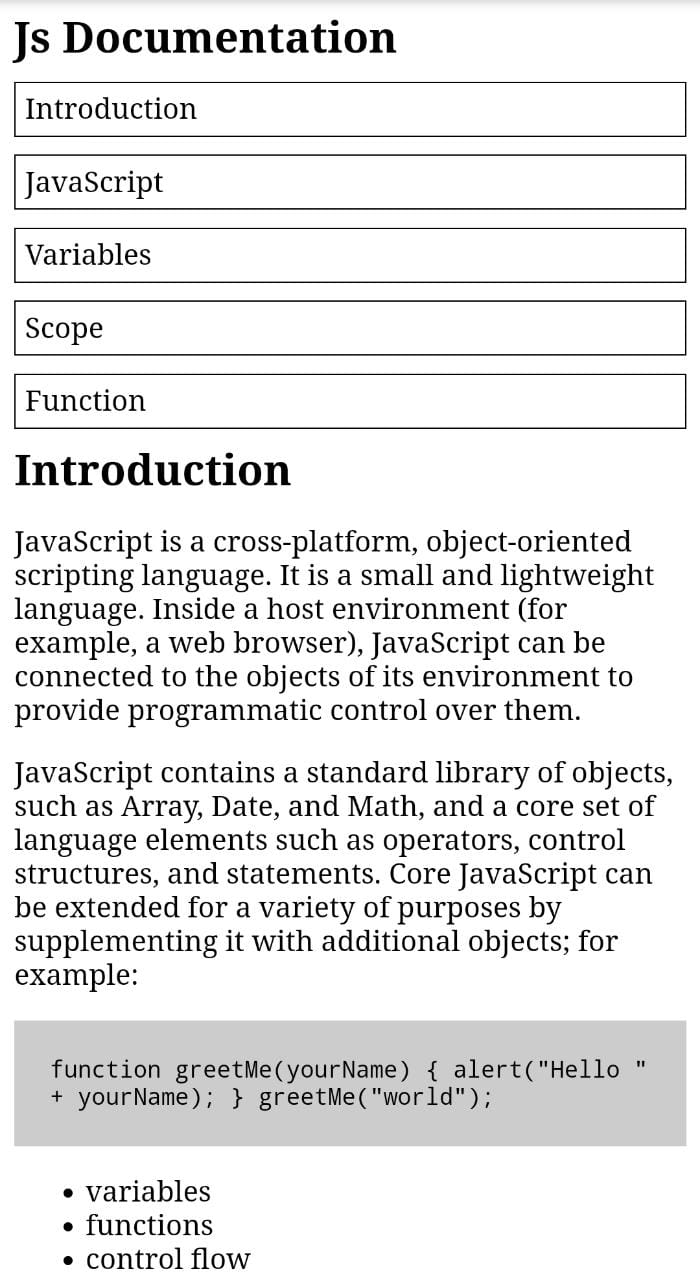 Js Documentation
Introduction
JavaScript
Variables
Scope
Function
Introduction
JavaScript is a cross-platform, object-oriented
scripting language. It is a small and lightweight
language. Inside a host environment (for
example, a web browser), JavaScript can be
connected to the objects of its environment to
provide programmatic control over them.
JavaScript contains a standard library of objects,
such as Array, Date, and Math, and a core set of
language elements such as operators, control
structures, and statements. Core JavaScript can
be extended for a variety of purposes by
supplementing it with additional objects; for
example:
function greetMe(yourName) { alert("Hello "
+ yourName); } greetMe("world");
• variables
• functions
• control flow